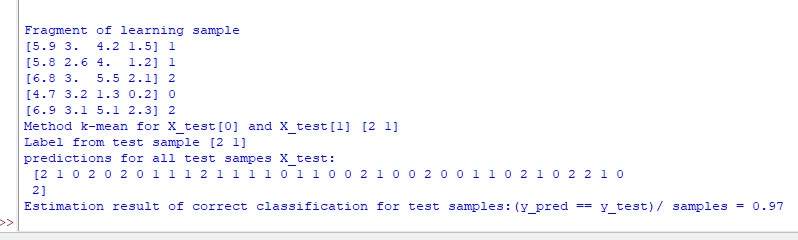 Fragment of learning sample
[5.9 3.  4.2 1.5] 1
[5.8 2.6 4.  1.2] 1
[6.8 3.  5.5 2.1] 2
[4.7 3.2 1.3 0.2] 0
[6.9 3.1 5.1 2.3] 2
Method k-mean for X_test[0] and X_test[1] [2 1]
Label from test sample [2 1]
predictions for all test sampes X_test:
[2 1 0 2 0 2 0 1 1 1 2 1 1 1 1 0 1 1 0 0 2 1 0 0 2 0 0 1 1 0 2 1 0 2 2 1 0
2]
Estimation result of correct classification for test samples:(y_pred == y_test)/ samples = 0.97
>>